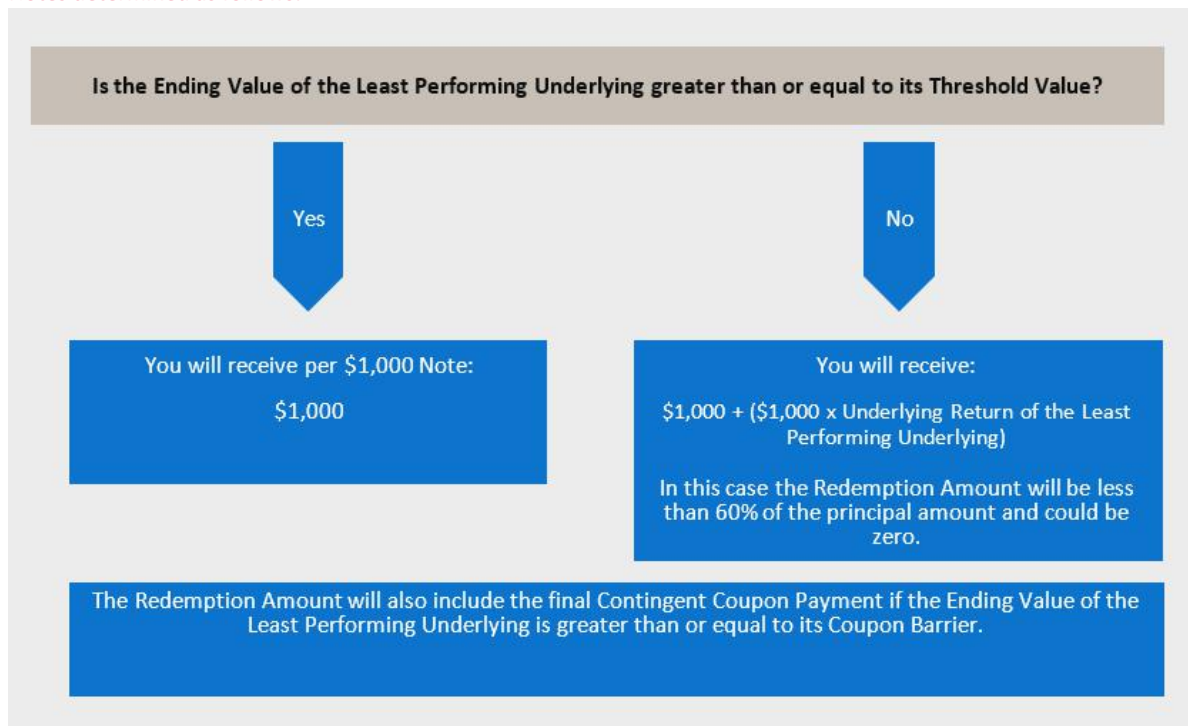 Is the Ending Value of the Least Performing Underlying greater than or equal to its Threshold Value?
Yes
No
You will receive per $1,000 Note:
$1,000
You will receive:
$1,000 + ($1,000 x Underlying Return of the Least
Performing Underlying)
In this case the Redemption Amount will be less
than 60% of the principal amount and could be
zero.
The Redemption Amount will also include the final Contingent Coupon Payment if the Ending Value of the
Least Performing Underlying is greater than or equal to its Coupon Barrier.